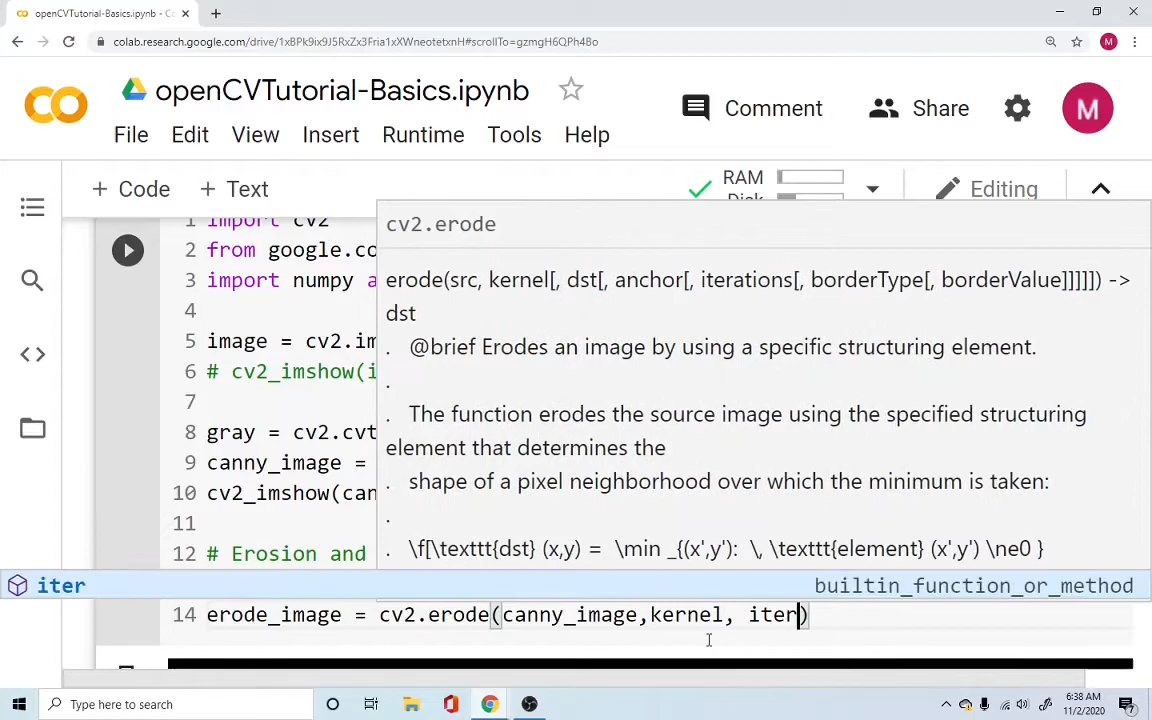 openCVTutorial-Basics.ipynb - C
colab.research.google.com/drive/1xBPk9ix9J5RxZx3Fria1xXWneotetxnH#scrollTo=gzmgH6QPh4Bo
M
openCVTutorial-Basics.ipynb
Comment
Share
M
File Edit View Insert Runtime Tools Help
+ Code + Text
RAM
Disk
Editing
1 import cv2
2 from google.co
3 import numpy a
4
5 image = cv2.im
6 # cv2_imshow(i
7
8 gray = cv2.cvt
9 canny_image =
10 cv2_imshow(can
11
12 # Erosion and
cv2.erode
erode(src, kernel[, dst[, anchor[, iterations[, borderType[, borderValue]]]]]) ->
dst
. @brief Erodes an image by using a specific structuring element.
.
. The function erodes the source image using the specified structuring
element that determines the
. shape of a pixel neighborhood over which the minimum is taken:
.
. \f[\texttt{dst} (x,y) = \min _{(x',y'): \, \texttt{element} (x',y') \ne0 }
iter builtin_function_or_method
14 erode_image = cv2.erode(canny_image,kernel, iter)
Type here to search
6:38 AM
11/2/2020
7